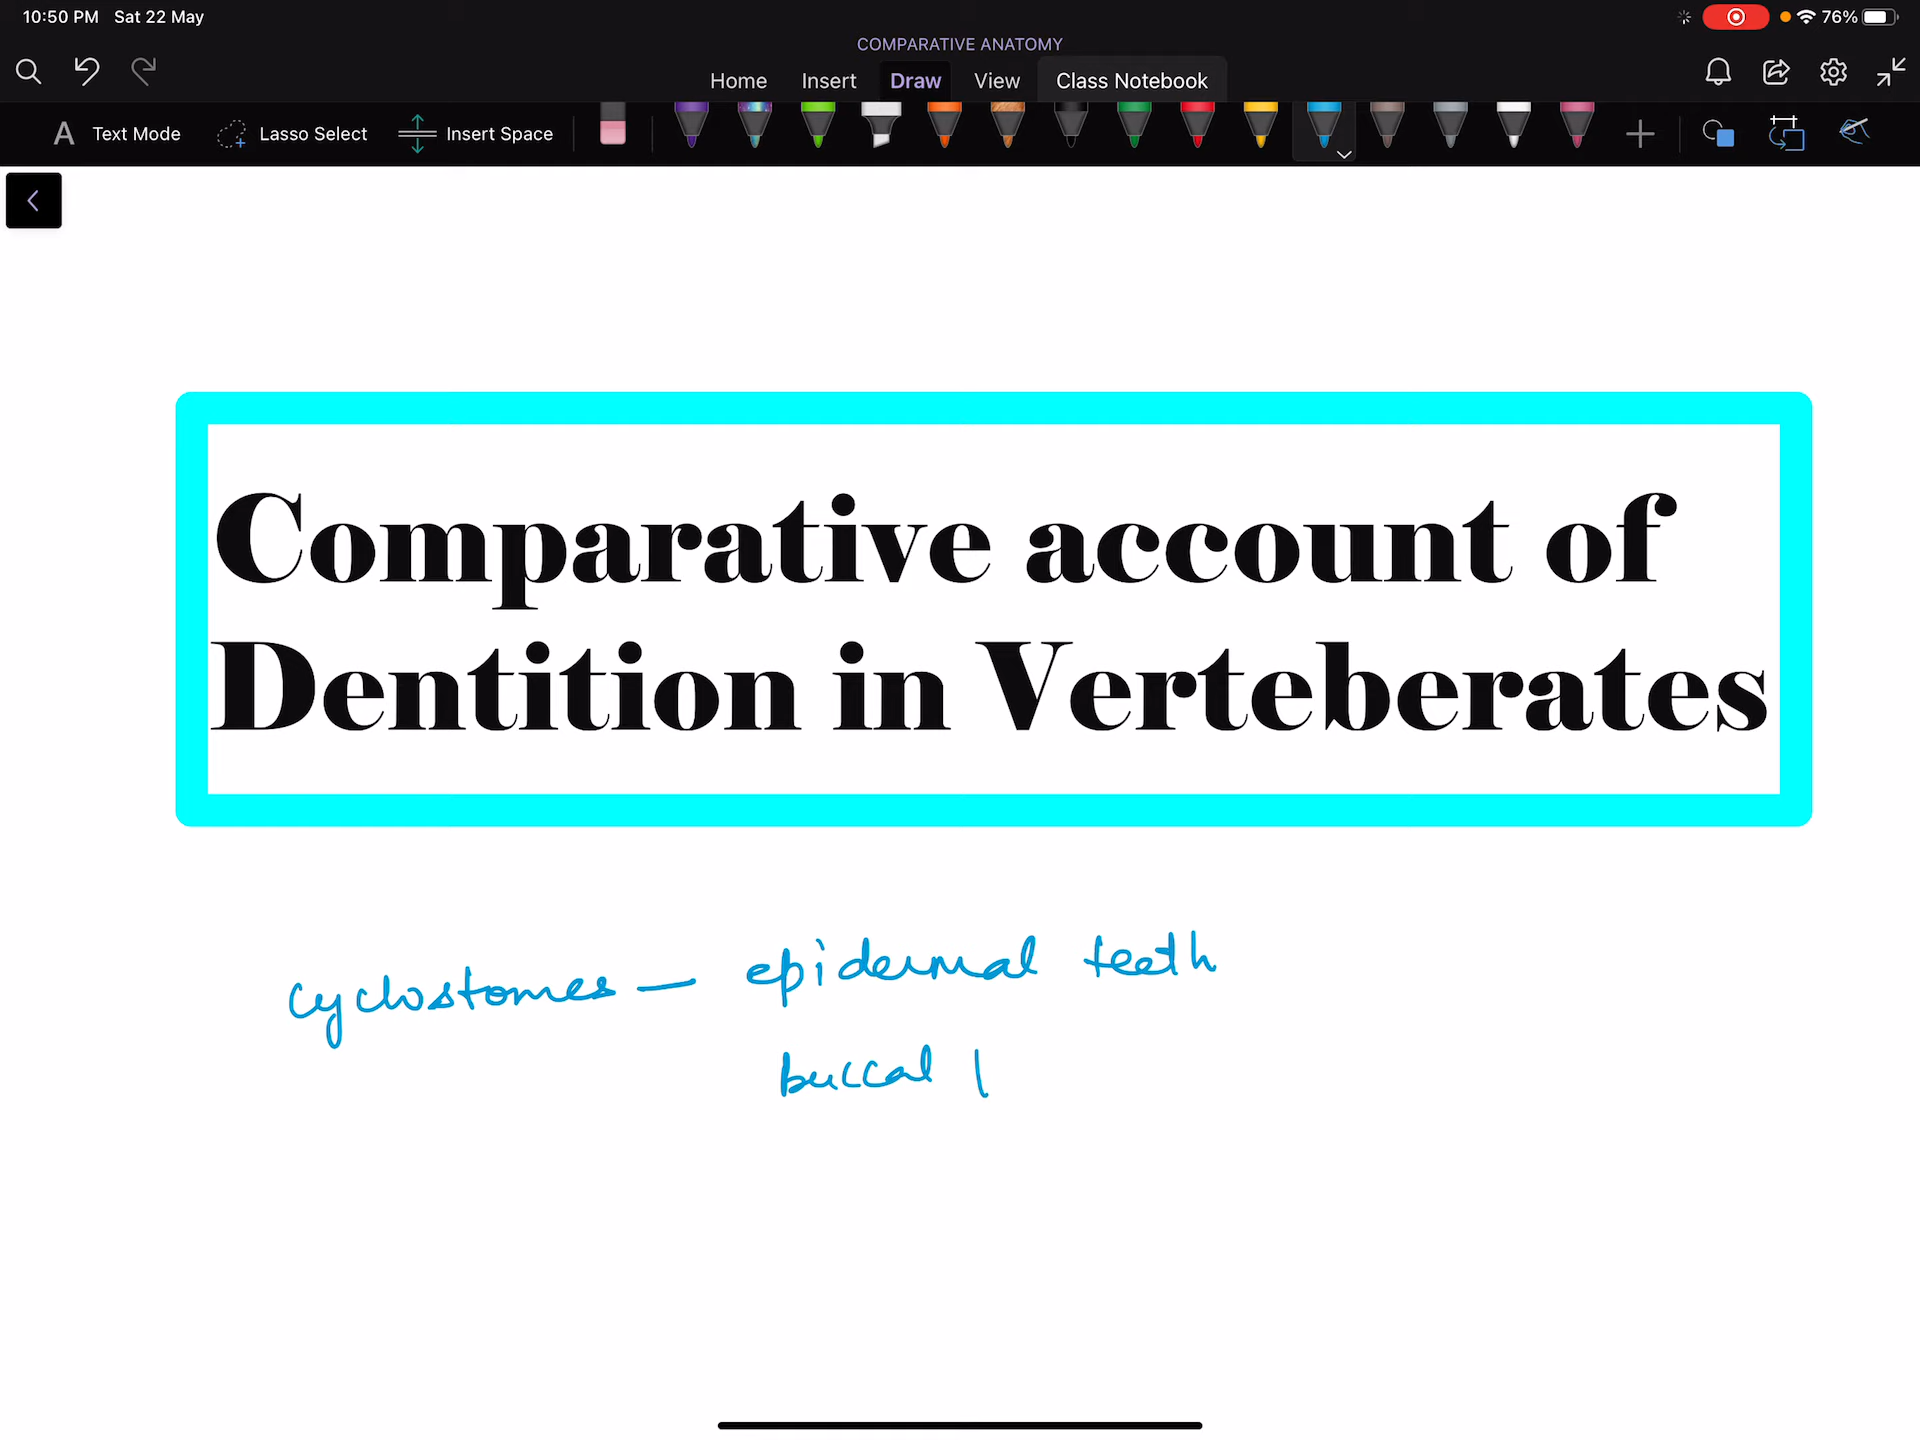 10:50 PM Sat 22 May
76%
COMPARATIVE ANATOMY
Home Insert Draw View Class Notebook
A Text Mode Lasso Select Insert Space
Comparative account of
Dentition in Verteberates
cyclostomes — epidermal teeth
buccal